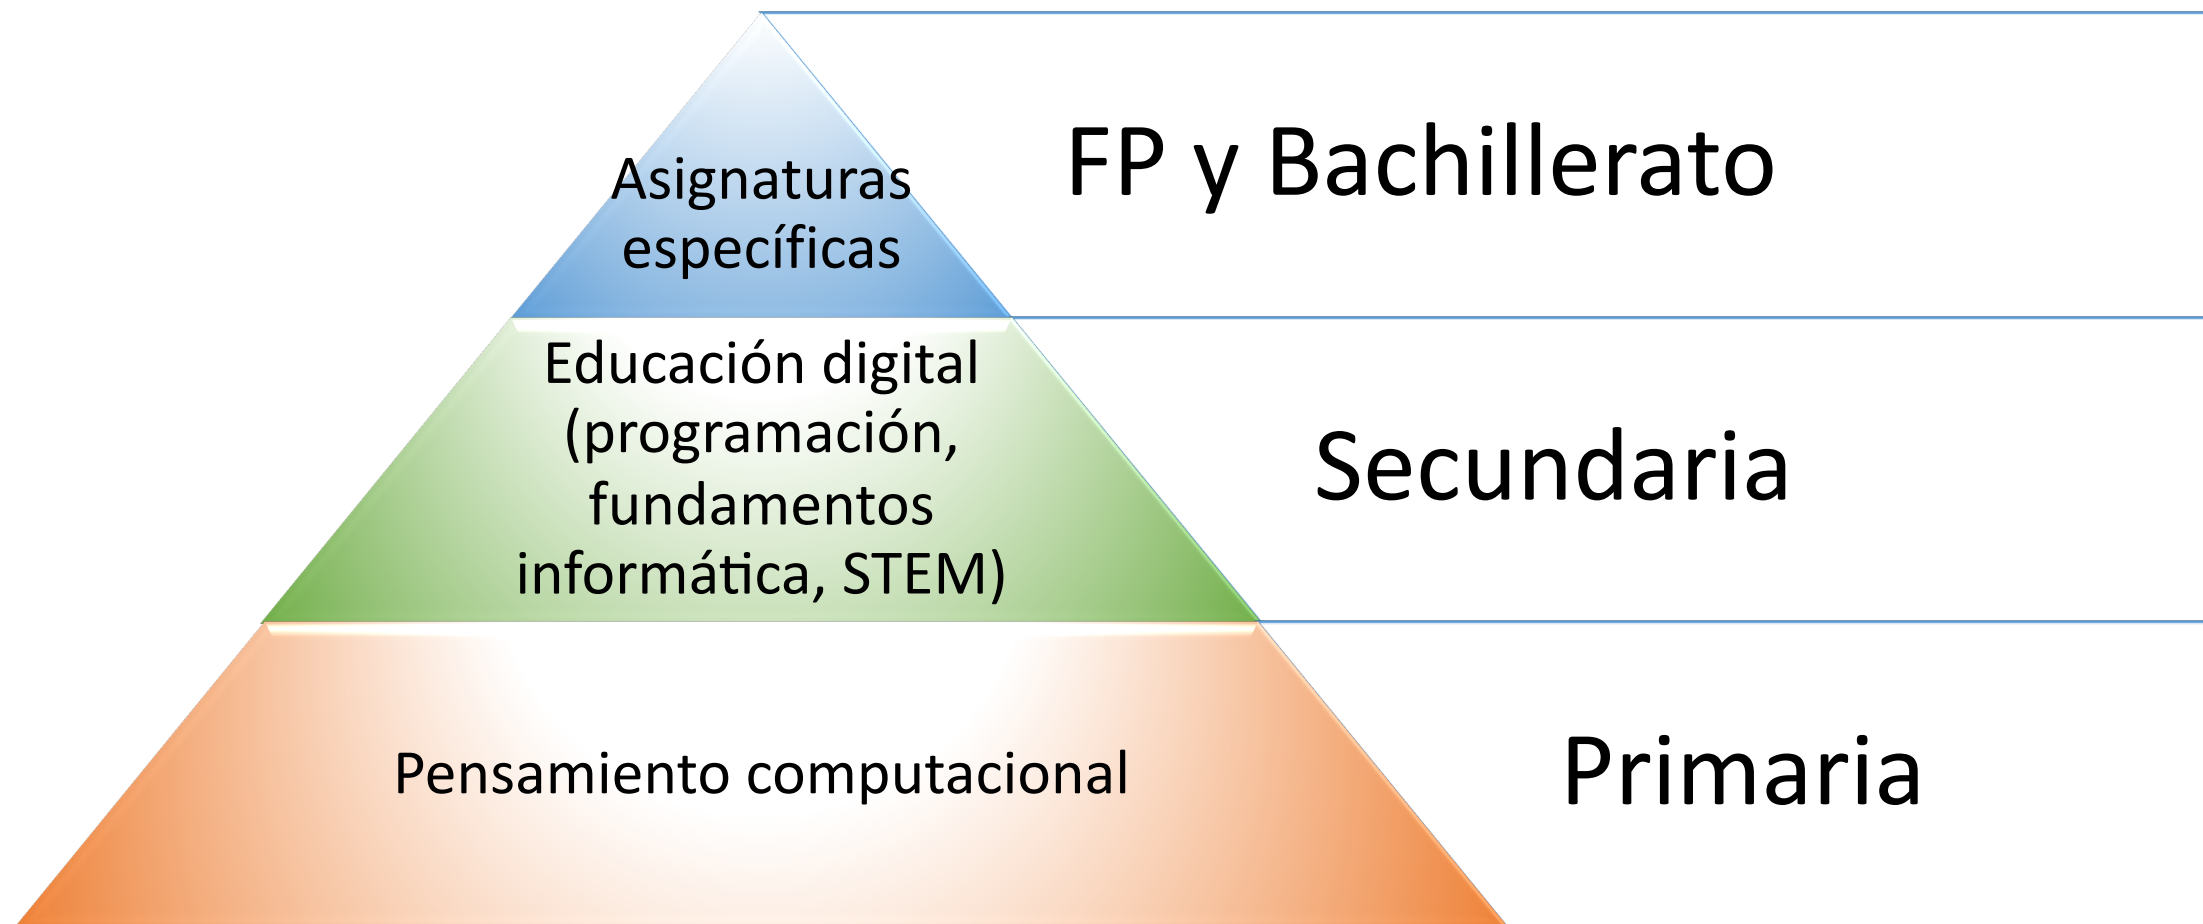 Asignaturas
específicas
FP y Bachillerato
Educación digital
(programación,
fundamentos
informática, STEM)
Secundaria
Pensamiento computacional
Primaria